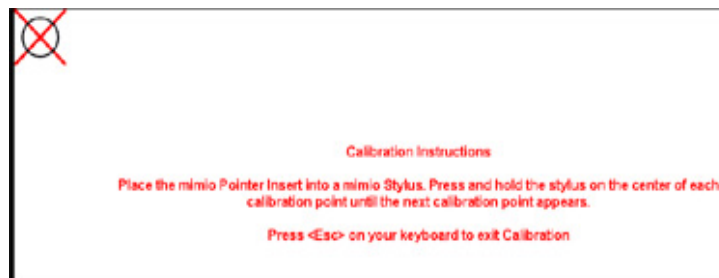 Calibration Instructions
Place the mimio Pointer Insert into a mimio Stylus. Press and hold the stylus on the center of each
calibration point until the next calibration point appears.
Press <Esc> on your keyboard to exit Calibration